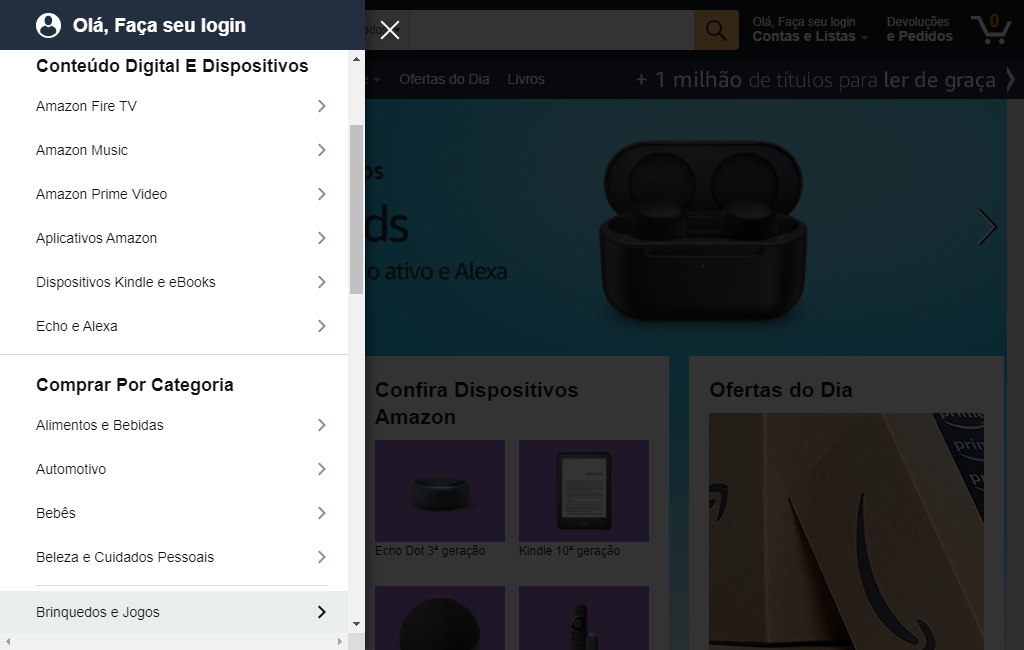 Olá, Faça seu login
Conteúdo Digital E Dispositivos
Amazon Fire TV
Amazon Music
Amazon Prime Video
Aplicativos Amazon
Dispositivos Kindle e eBooks
Echo e Alexa
Comprar Por Categoria
Alimentos e Bebidas
Automotivo
Bebês
Beleza e Cuidados Pessoais
Brinquedos e Jogos
Olá, Faça seu login
Contas e Listas
Devoluções
e Pedidos
0
Ofertas do Dia
Livros
+ 1 milhão de títulos para ler de graça
os
ds
o ativo e Alexa
Confira Dispositivos
Amazon
Echo Dot 3ª geração
Kindle 10ª geração
Ofertas do Dia
prime